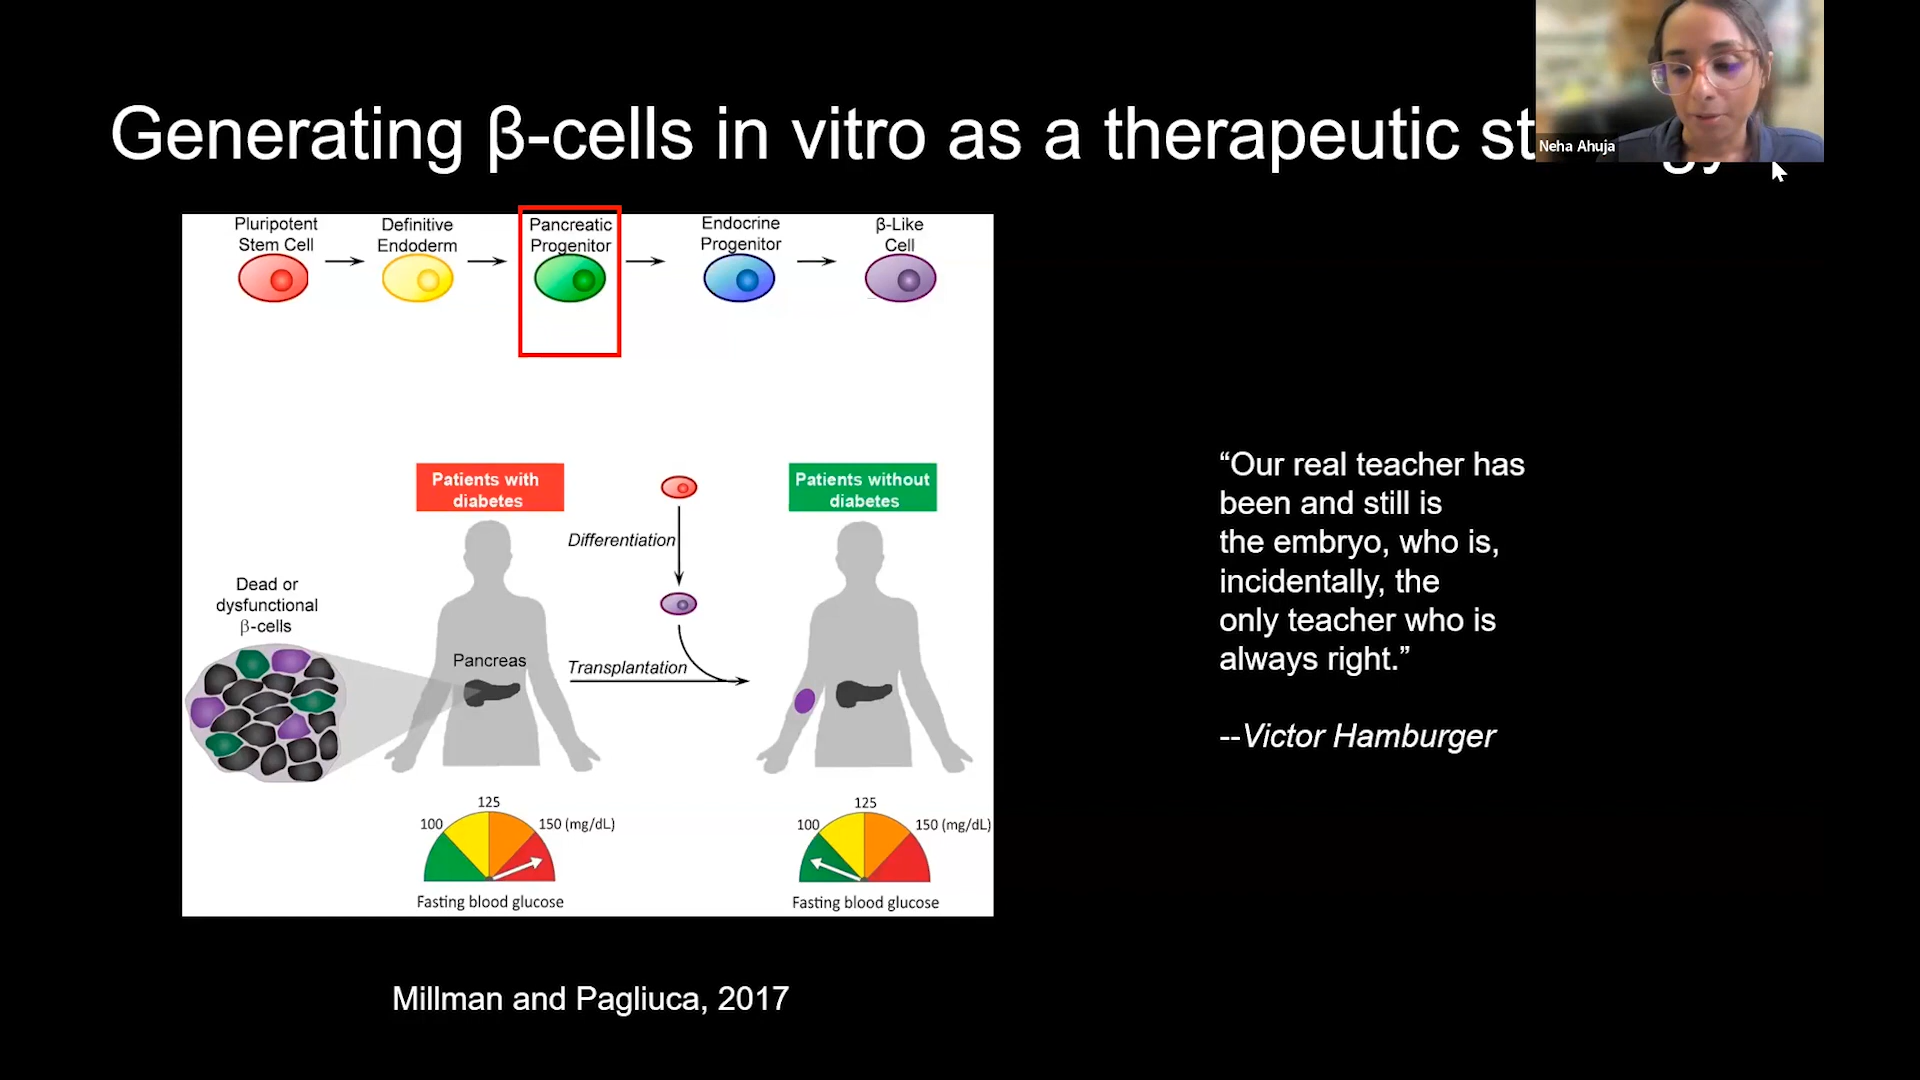 Generating β-cells in vitro as a therapeutic
Neha Ahuja
Pluripotent
Stem Cell
Definitive
Endoderm
Pancreatic
Progenitor
Endocrine
Progenitor
β-Like
Cell
Patients with
diabetes
Patients without
diabetes
Differentiation
Dead or
dysfunctional
β-cells
Pancreas
Transplantation
125
100
150 (mg/dL)
Fasting blood glucose
125
100
150 (mg/dL)
Fasting blood glucose
“Our real teacher has
been and still is
the embryo, who is,
incidentally, the
only teacher who is
always right.”
--Victor Hamburger
Millman and Pagliuca, 2017